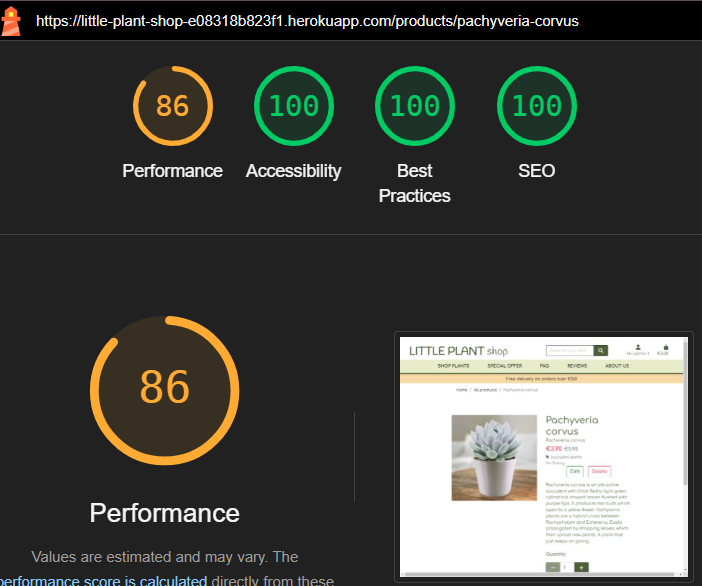 https://little-plant-shop-e08318b823f1.herokuapp.com/products/pachyveria-corvus
86
100
100
100
Performance
Accessibility
Best
Practices
SEO
86
Performance
Values are estimated and may vary. The
performance score is calculated directly from these
LITTLE PLANT shop
SHOP PLANTS SPECIAL OFFER FAQ REVIEWS ABOUT US
Free delivery on orders over
Home / All products / Pachyveria corvus
Pachyveria
corvus
Pachyveria corvus
Succulent plants
No Rating
Edit Delete
Pachyveria corvus is an attractive
succulent with thick fleshy light green
cylindrical shaped leaves blushed with
purple tips. It produces red buds which
open to a yellow flower. Pachyveria
plants are a hybrid cross between
Pachyphytum and Echeveria. Easily
propagated by dropping leaves, which
then sprout new plants. A plant that
just keeps on giving.
Quantity:
1